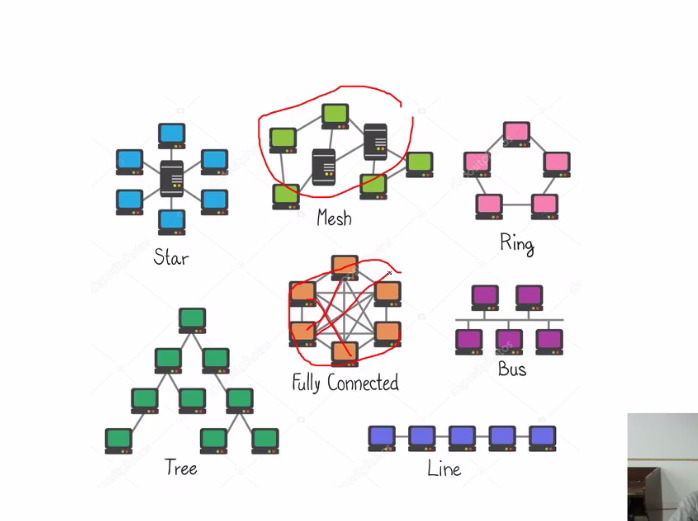 Star
Mesh
Ring
Fully Connected
Bus
Tree
Line